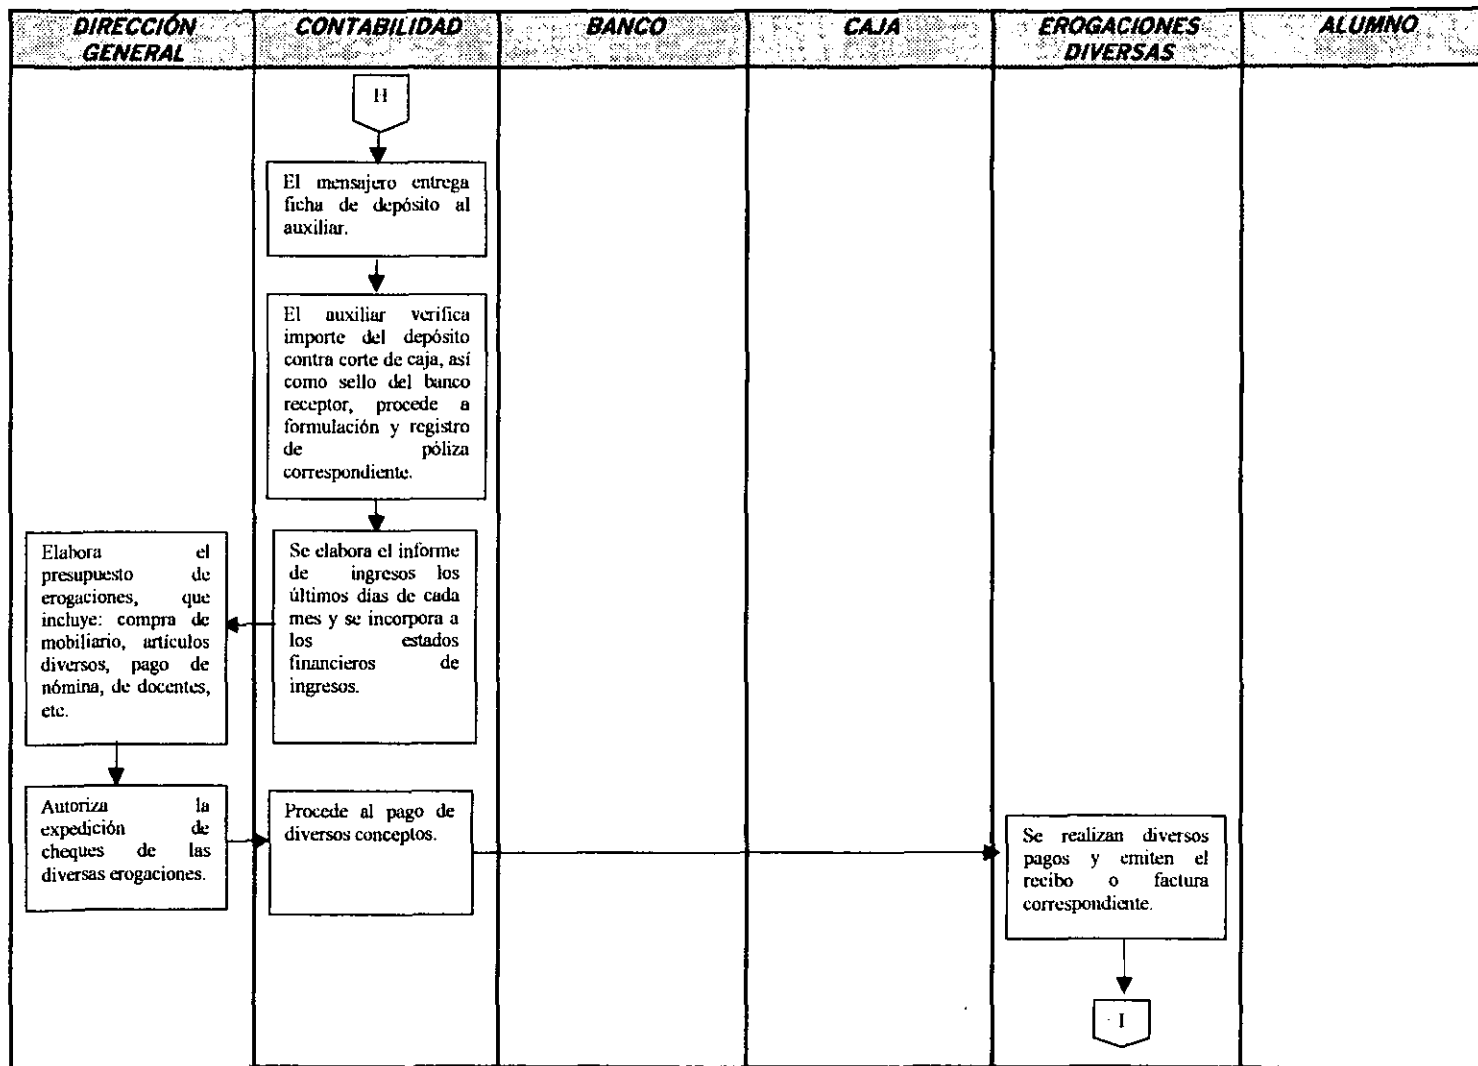 DIRECCIÓN
GENERAL
CONTABILIDAD
BANCO
CAJA
EROGACIONES
DIVERSAS
ALUMNO
H
El mensajero entrega
ficha de depósito al
auxiliar.
El auxiliar verifica
importe del depósito
contra corte de caja, así
como sello del banco
receptor, procede a
formulación y registro
de póliza
correspondiente.
Elabora el
presupuesto de
erogaciones, que
incluye: compra de
mobiliario, artículos
diversos, pago de
nómina, de docentes,
etc.
Se elabora el informe
de ingresos los
últimos días de cada
mes y se incorpora a
los estados
financieros de
ingresos.
Autoriza la
expedición de
cheques de las
diversas erogaciones.
Procede al pago de
diversos conceptos.
Se realizan diversos
pagos y emiten el
recibo o factura
correspondiente.
I